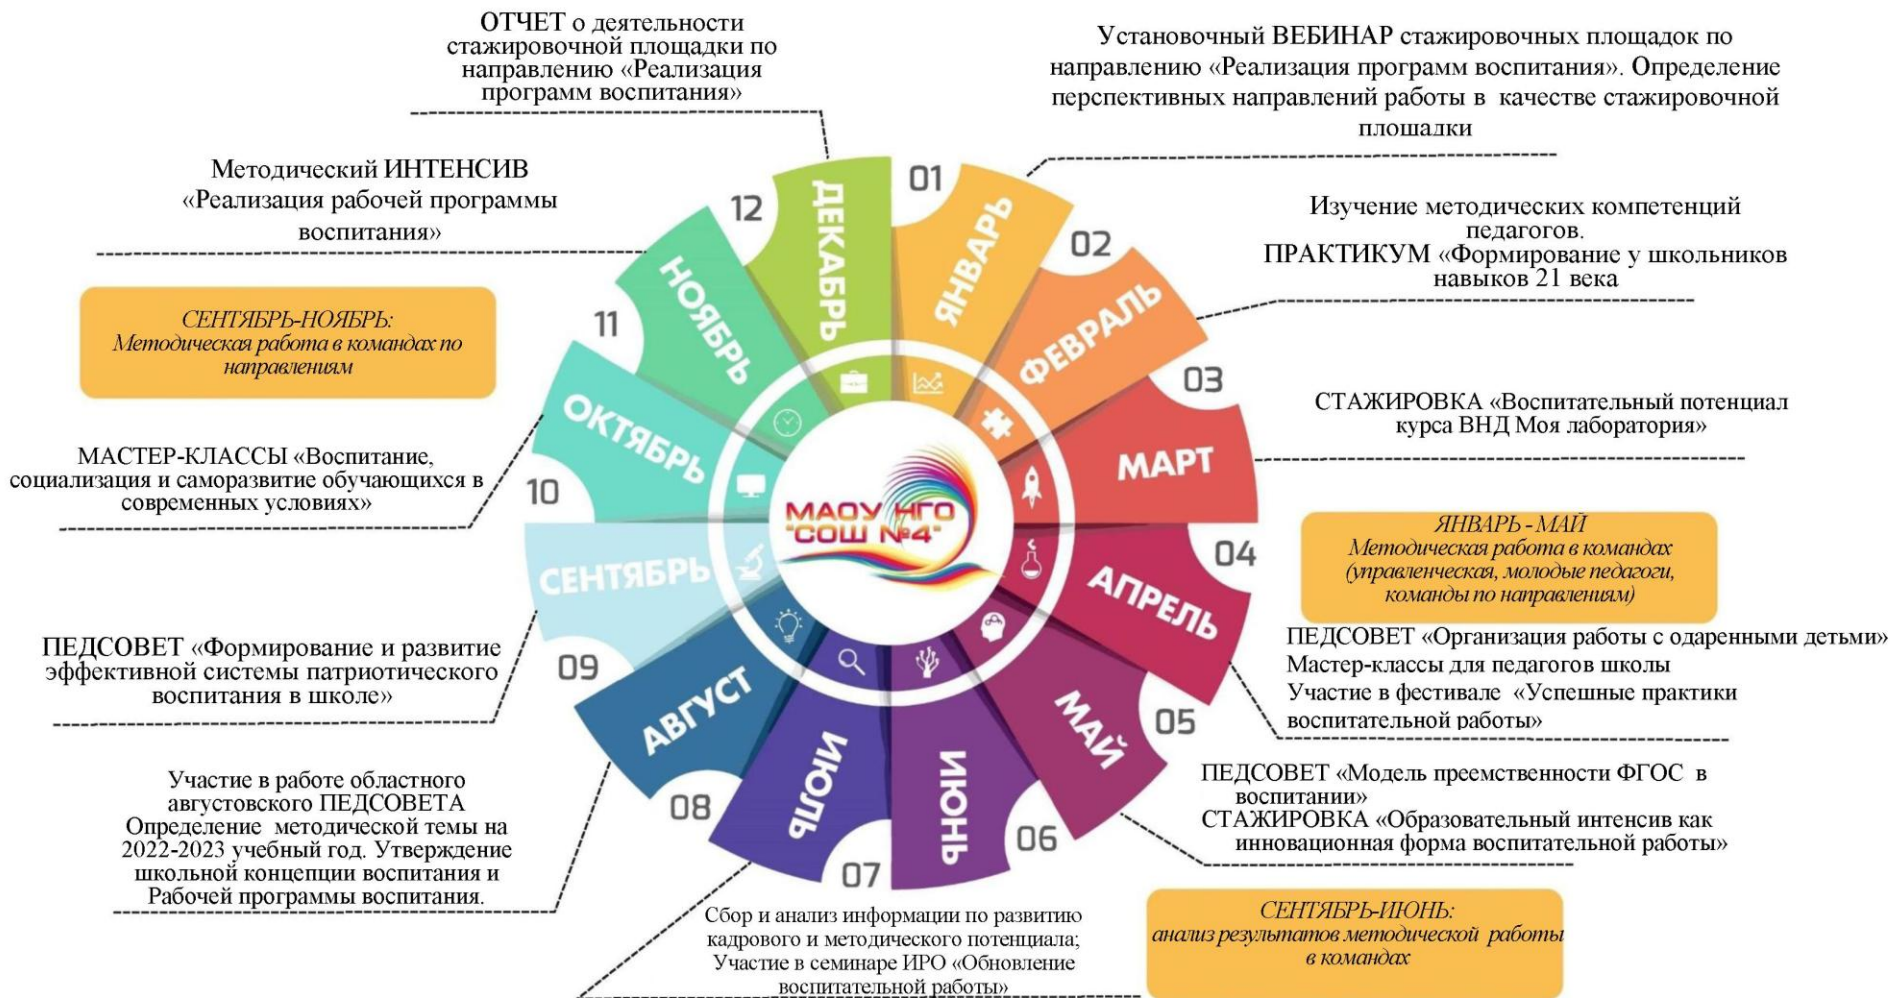 ОТЧЕТ о деятельности
стажировочной площадки по
направлению «Реализация
программ воспитания»
Установочный ВЕБИНАР стажировочных площадок по
направлению «Реализация программ воспитания». Определение
перспективных направлений работы в качестве стажировочной
площадки
Методический ИНТЕНСИВ
«Реализация рабочей программы
воспитания»
Изучение методических компетенций
педагогов.
ПРАКТИКУМ «Формирование у школьников
навыков 21 века
СЕНТЯБРЬ-НОЯБРЬ:
Методическая работа в командах по
направлениям
СТАЖИРОВКА «Воспитательный потенциал
курса ВНД Моя лаборатория»
МАСТЕР-КЛАССЫ «Воспитание,
социализация и саморазвитие обучающихся в
современных условиях»
ЯНВАРЬ - МАЙ
Методическая работа в командах
(управленческая, молодые педагоги,
команды по направлениям)
ПЕДСОВЕТ «Формирование и развитие
эффективной системы патриотического
воспитания в школе»
ПЕДСОВЕТ «Организация работы с одаренными детьми»
Мастер-классы для педагогов школы
Участие в фестивале «Успешные практики
воспитательной работы»
Участие в работе областного
августовского ПЕДСОВЕТА
Определение методической темы на
2022-2023 учебный год. Утверждение
школьной концепции воспитания и
Рабочей программы воспитания.
ПЕДСОВЕТ «Модель преемственности ФГОС в
воспитании»
СТАЖИРОВКА «Образовательный интенсив как
инновационная форма воспитательной работы»
Сбор и анализ информации по развитию
кадрового и методического потенциала;
Участие в семинаре ИРО «Обновление
воспитательной работы»
СЕНТЯБРЬ-ИЮНЬ:
анализ результатов методической работы
в командах
01
ЯНВАРЬ
02
ФЕВРАЛЬ
03
МАРТ
04
АПРЕЛЬ
05
МАЙ
06
ИЮНЬ
07
ИЮЛЬ
08
АВГУСТ
09
СЕНТЯБРЬ
10
ОКТЯБРЬ
11
НОЯБРЬ
12
ДЕКАБРЬ
МАОУ НГО
"СОШ №4"